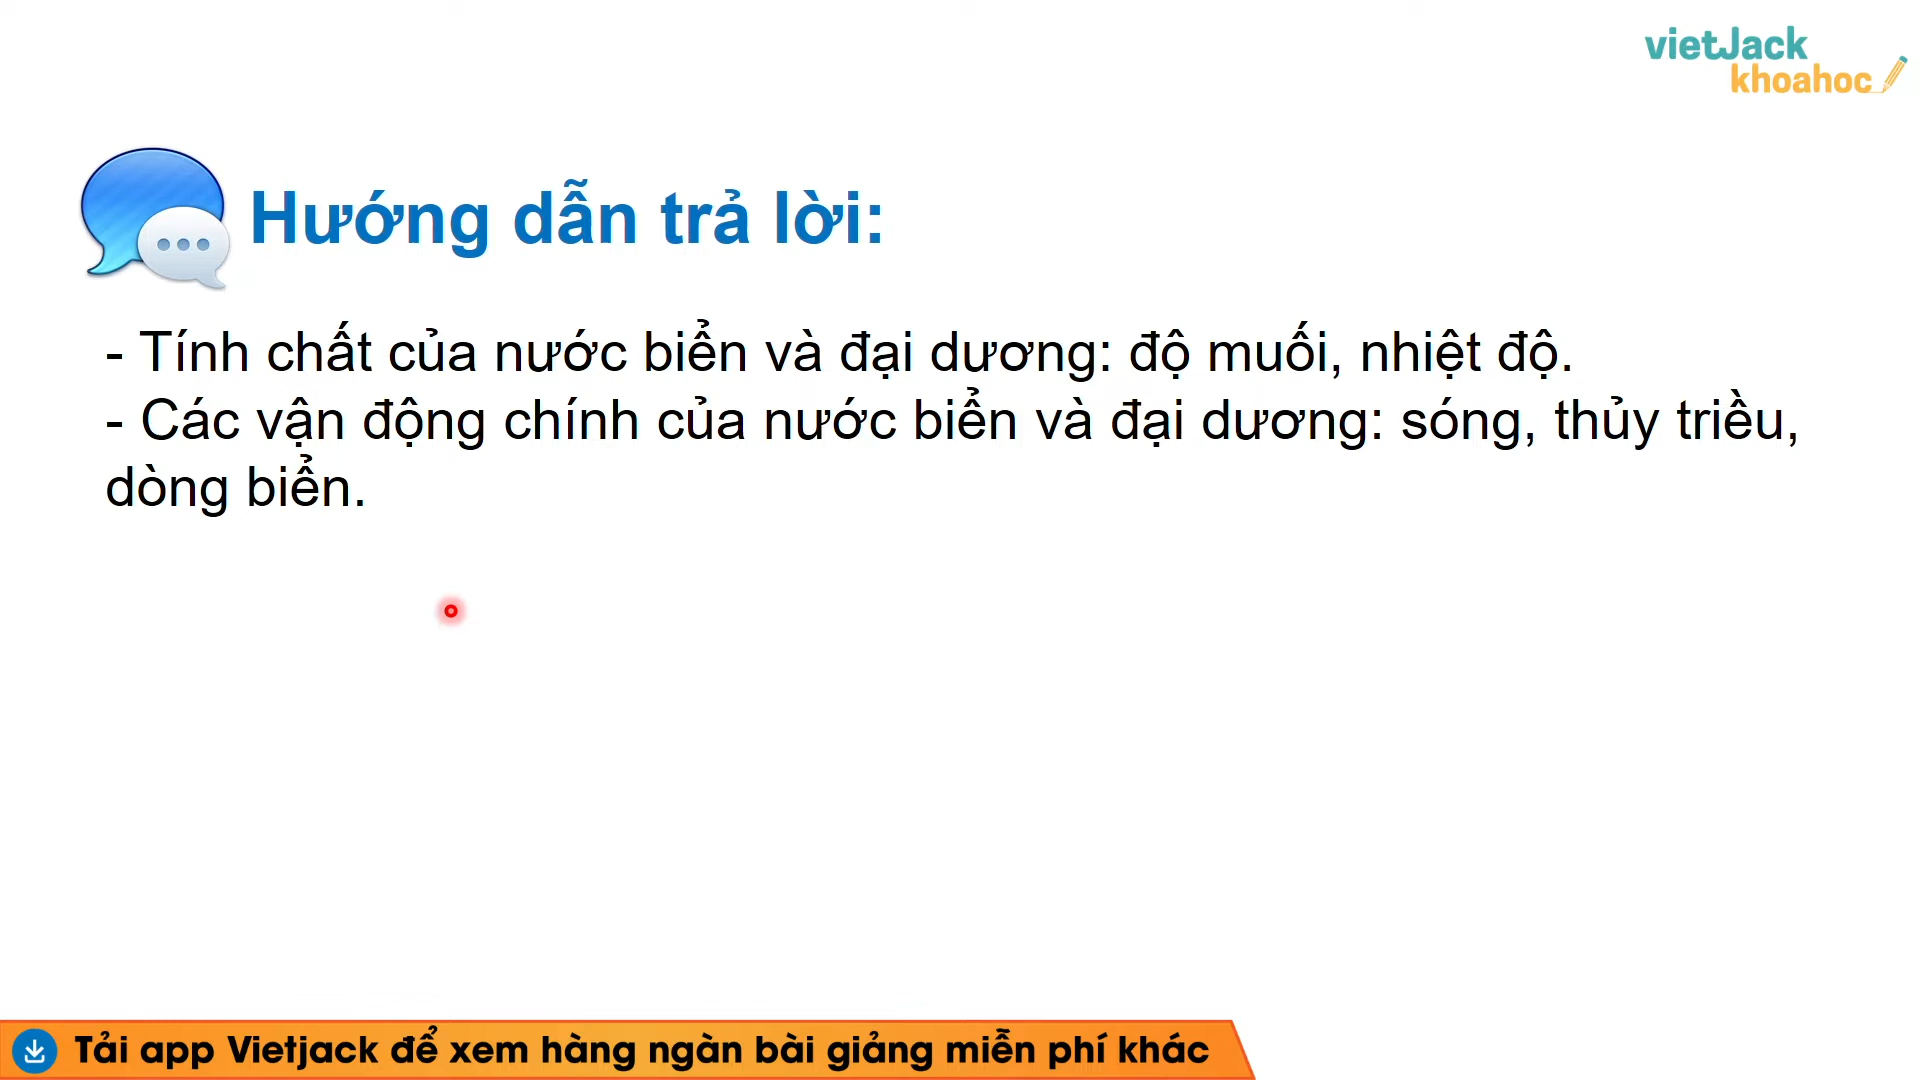 vietJack
khoahoc
Hướng dẫn trả lời:
- Tính chất của nước biển và đại dương: độ muối, nhiệt độ.
- Các vận động chính của nước biển và đại dương: sóng, thủy triều,
dòng biển.
Tải app Vietjack để xem hàng ngàn bài giảng miễn phí khác